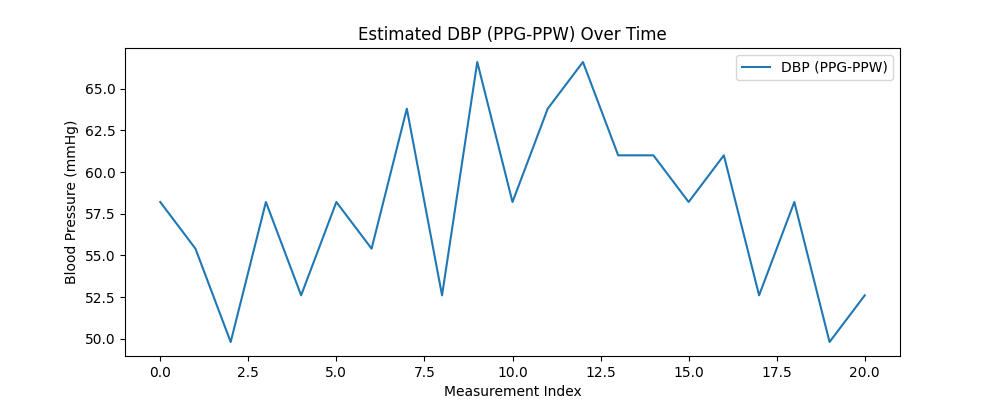 Estimated DBP (PPG-PPW) Over Time
DBP (PPG-PPW)
Blood Pressure (mmHg)
65.0
62.5
60.0
57.5
55.0
52.5
50.0
0.0 2.5 5.0 7.5 10.0 12.5 15.0 17.5 20.0
Measurement Index